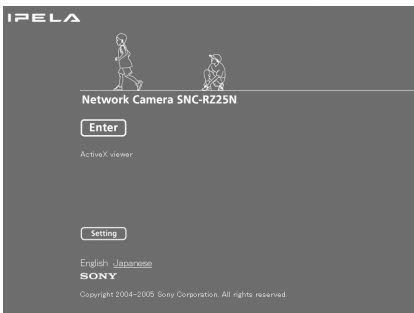 IPELA
Network Camera SNC-RZ25N
Enter
ActiveX viewer
Setting
English Japanese
SONY
Copyright 2004-2005 Sony Corporation. All rights reserved.